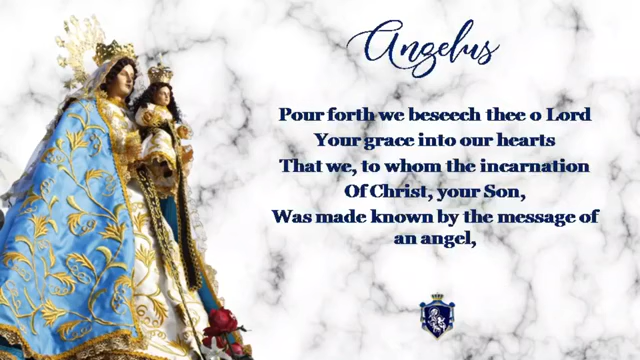 Angelus
Pour forth we beseech thee o Lord
Your grace into our hearts
That we, to whom the incarnation
Of Christ, your Son,
Was made known by the message of
an angel,